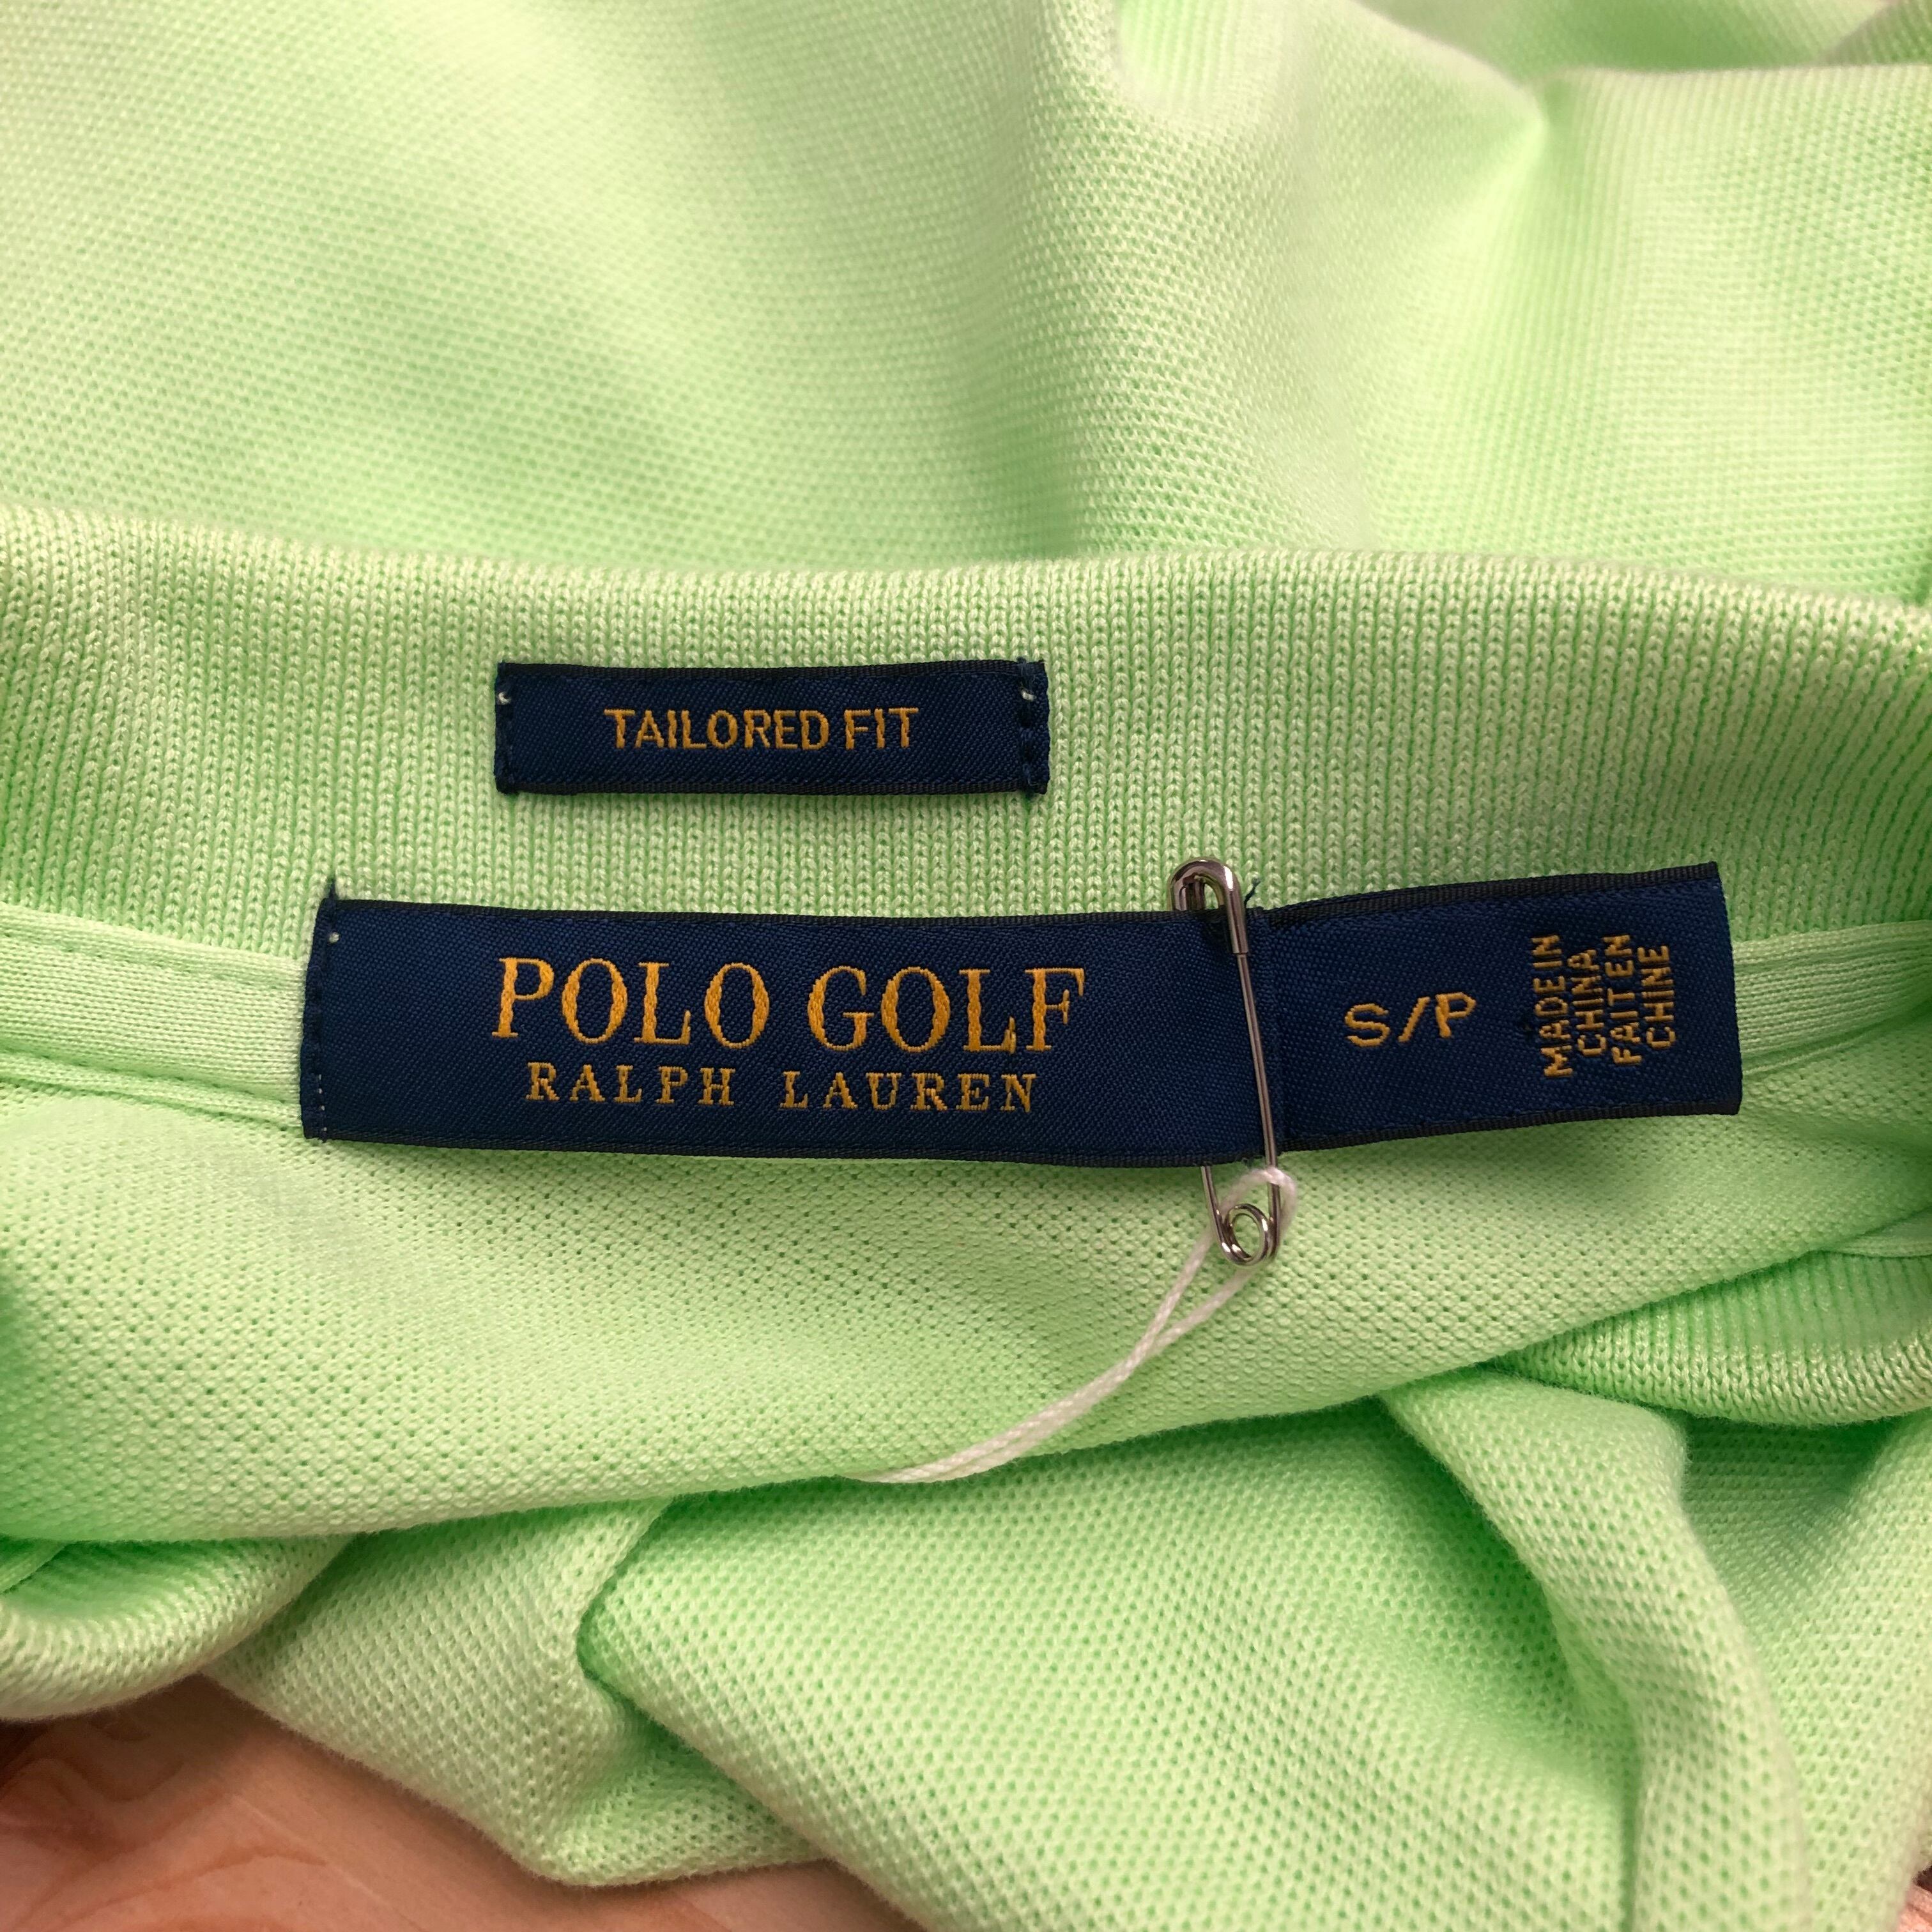 TAILORED FIT
POLO GOLF
RALPH LAUREN
S/P
MADE IN
CHINA
FAIT EN
CHINE